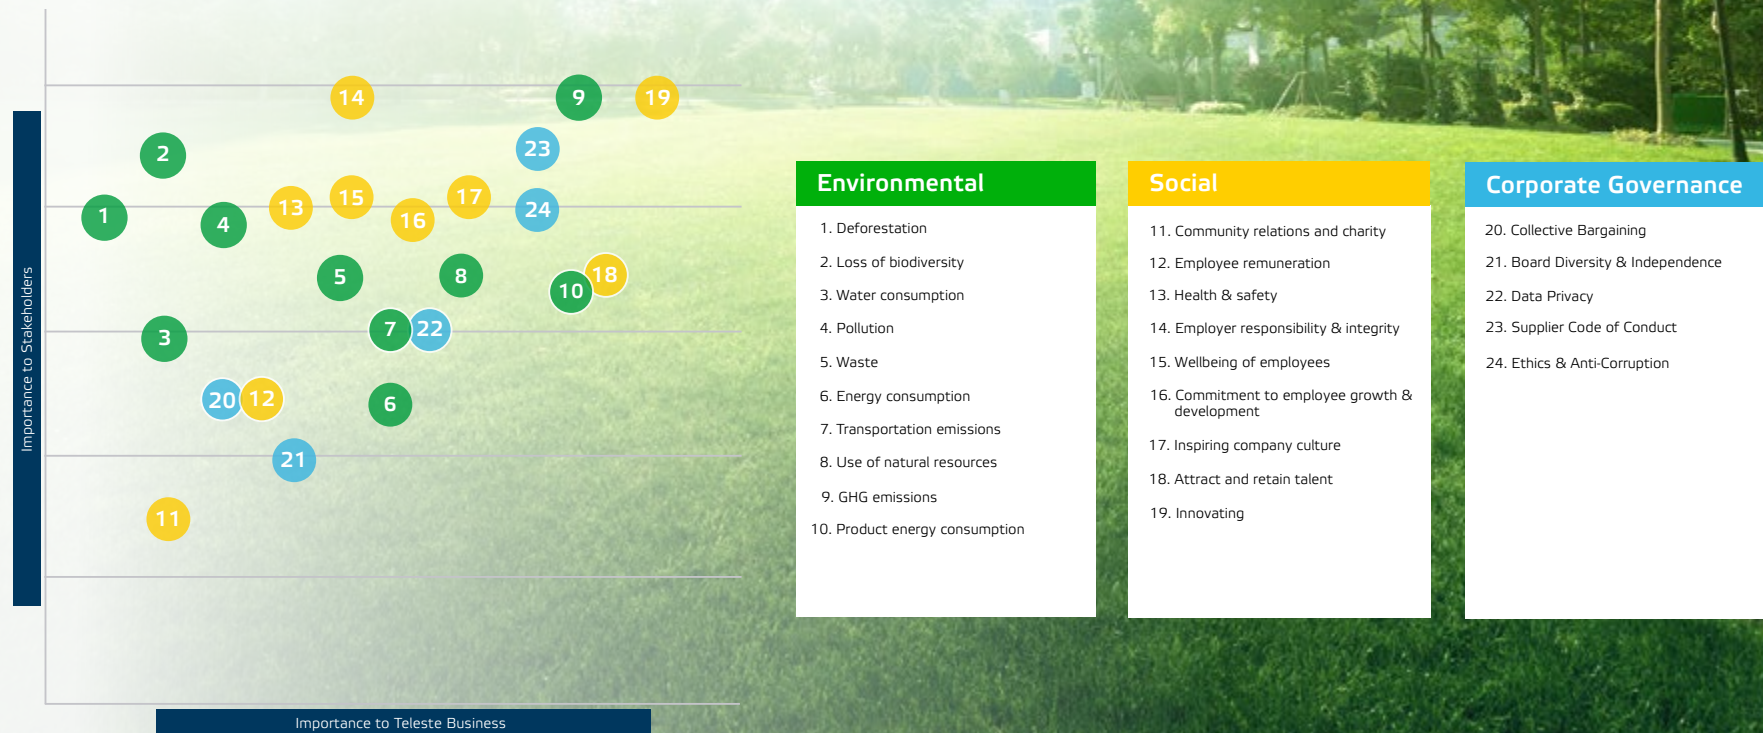 Importance to Stakeholders
14
9
19
23
2
15
17
13
24
1
16
4
18
5
8
10
7
22
3
20
12
6
21
11
Importance to Teleste Business
Environmental
1. Deforestation
2. Loss of biodiversity
3. Water consumption
4. Pollution
5. Waste
6. Energy consumption
7. Transportation emissions
8. Use of natural resources
9. GHG emissions
10. Product energy consumption
Social
11. Community relations and charity
12. Employee remuneration
13. Health & safety
14. Employer responsibility & integrity
15. Wellbeing of employees
16. Commitment to employee growth &
development
17. Inspiring company culture
18. Attract and retain talent
19. Innovating
Corporate Governance
20. Collective Bargaining
21. Board Diversity & Independence
22. Data Privacy
23. Supplier Code of Conduct
24. Ethics & Anti-Corruption